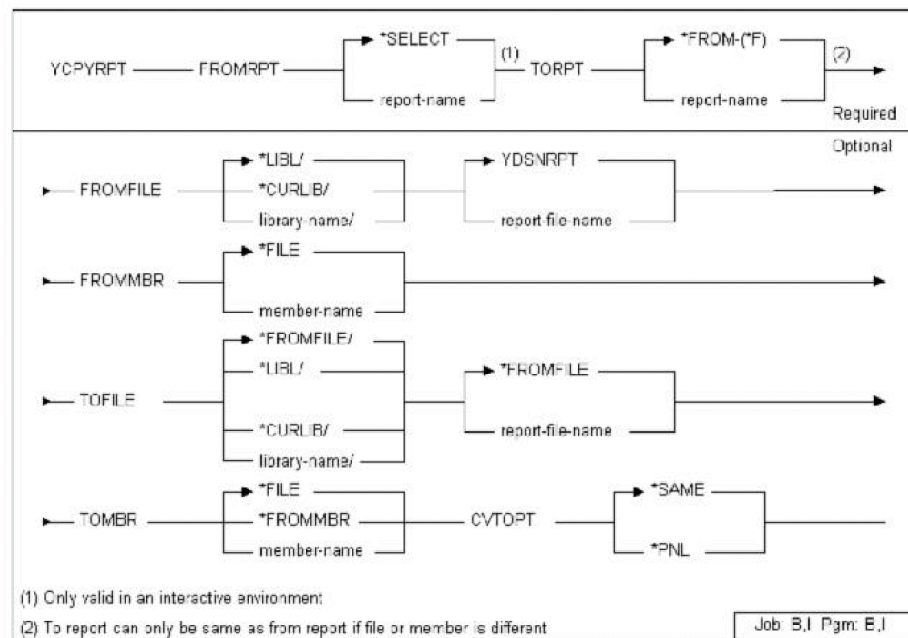 *SELECT *FROM-(*F)
YCPYRPT FROMRPT (1) TORPT (2)
report-name report-name
Required
Optional
*LIBL/ YDSNRPT
FROMFILE *CURLIB/
library-name/ report-file-name
*FILE
FROMMBR
member-name
*FROMFILE/
*LIBL/ *FROMFILE
TOFILE
*CURLIB/ report-file-name
library-name/
*FILE *SAME
TOMBR *FROMMBR CVTOPT
member-name *PNL
(1) Only valid in an interactive environment
(2) To report can only be same as from report if file or member is different
Job: B,I Pgm: B,I